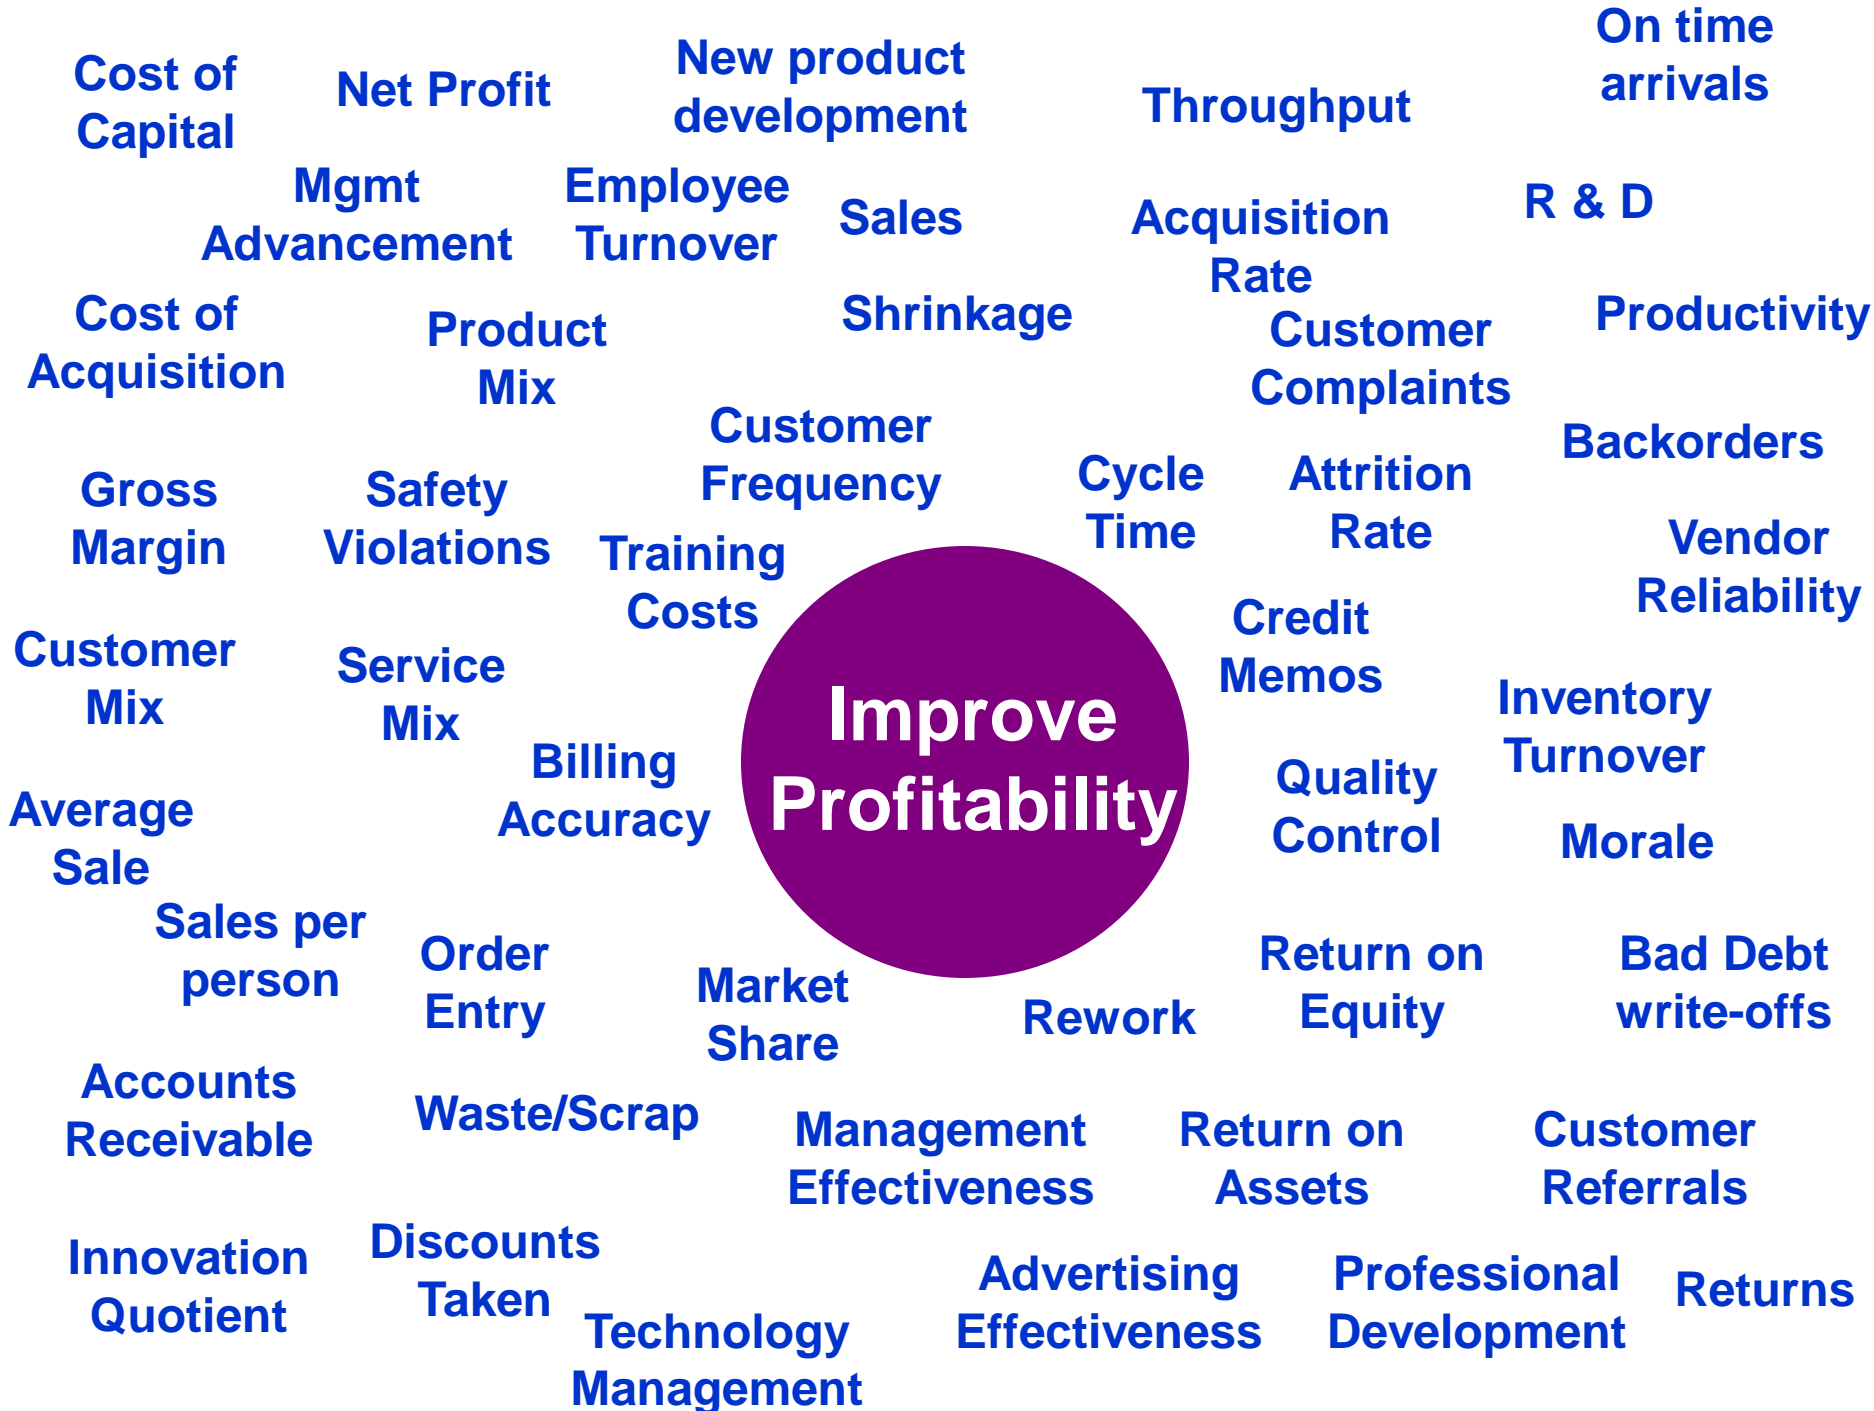 On time
arrivals
Cost of
Capital
Net Profit
New product
development
Throughput
Mgmt
Advancement
Employee
Turnover
Sales
Acquisition
Rate
R & D
Cost of
Acquisition
Product
Mix
Shrinkage
Customer
Complaints
Productivity
Customer
Frequency
Backorders
Gross
Margin
Safety
Violations
Training
Costs
Cycle
Time
Attrition
Rate
Vendor
Reliability
Customer
Mix
Service
Mix
Credit
Memos
Inventory
Turnover
Improve
Profitability
Billing
Accuracy
Quality
Control
Average
Sale
Morale
Sales per
person
Order
Entry
Market
Share
Rework
Return on
Equity
Bad Debt
write-offs
Accounts
Receivable
Waste/Scrap
Management
Effectiveness
Return on
Assets
Customer
Referrals
Innovation
Quotient
Discounts
Taken
Technology
Management
Advertising
Effectiveness
Professional
Development
Returns